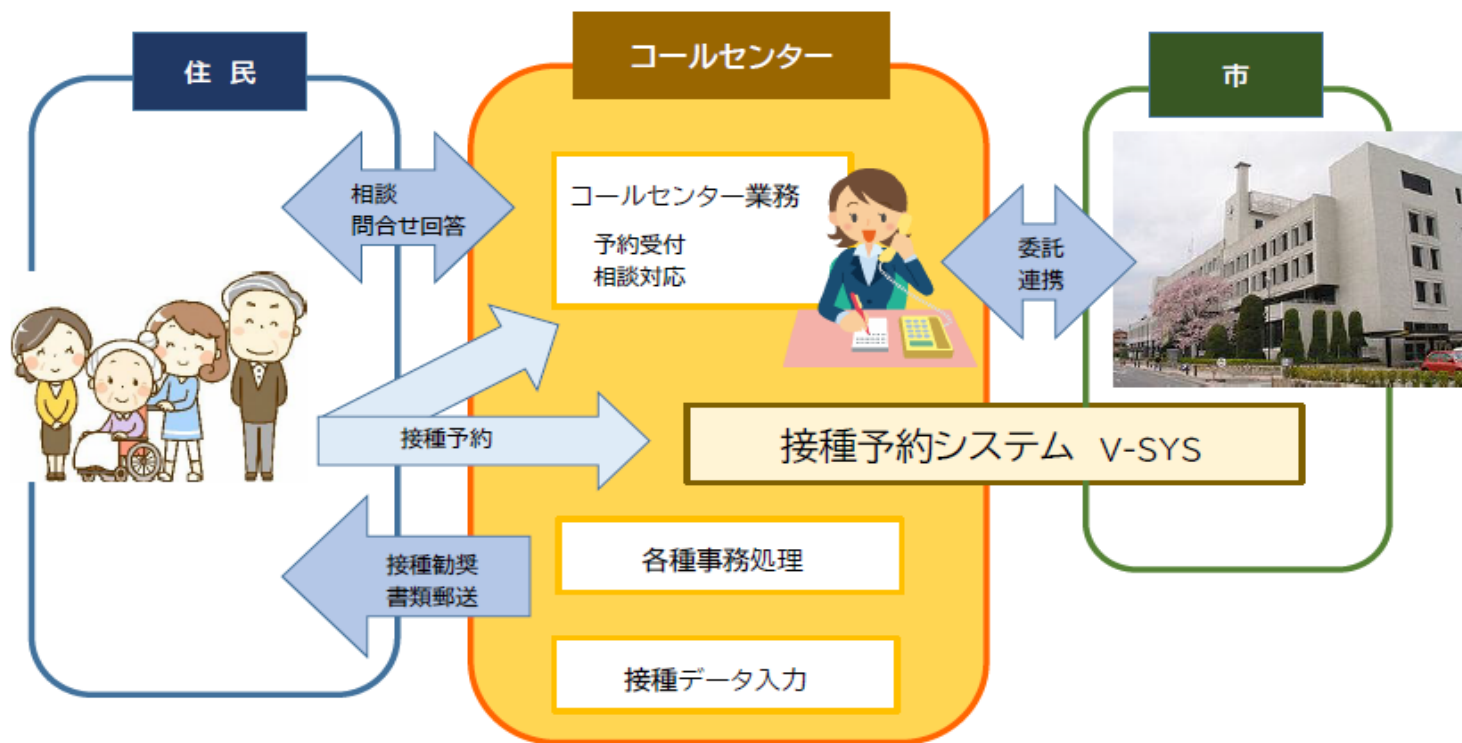 住 民
コールセンター
市
相談
問合せ回答
コールセンター業務
予約受付
相談対応
委託
連携
接種予約
接種予約システム V-SYS
接種勧奨
書類郵送
各種事務処理
接種データ入力